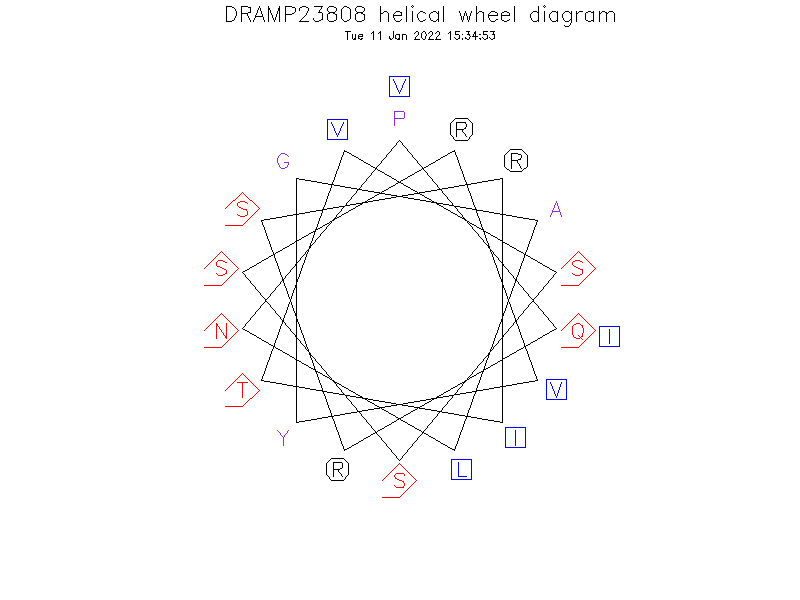 DRAMP23808 helical wheel diagram
Tue 11 Jan 2022 15:34:53
V
P
V
R
G
R
S
A
S
S
N
Q
I
T
V
Y
I
R
L
S